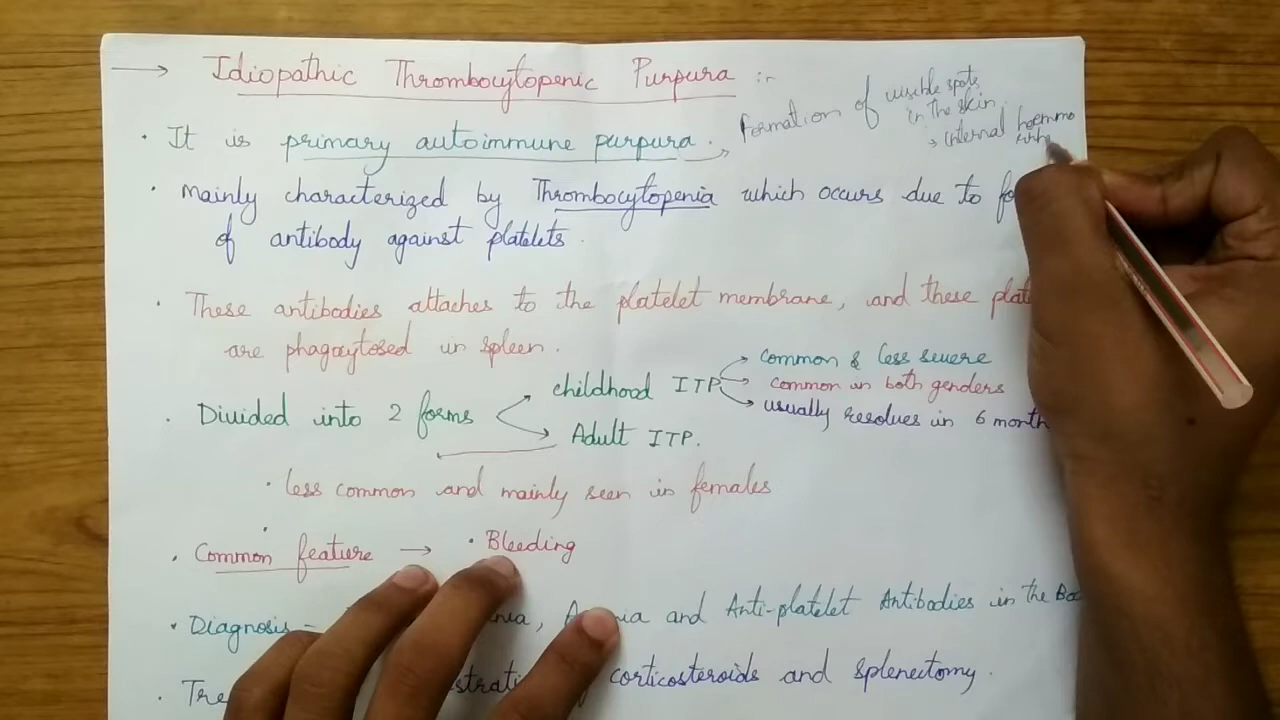 → Idiopathic Thrombocytopenic Purpura :-
Formation of visible spots
in the skin
→ internal haemmo
· It is primary autoimmune purpura. →
· Mainly characterized by Thrombocytopenia which occurs due to
of antibody against platelets.
· These antibodies attaches to the platelet membrane, and these
are phagocytosed in spleen.
· Divided into 2 forms
childhood ITP
→ common & less severe
→ common in both genders
→ usually resolves in 6 month
Adult ITP.
· less common and mainly seen in females
· Common feature → · Bleeding
· Diagnosis - and Anti-platelet Antibodies in the
· corticosteroids and splenectomy.